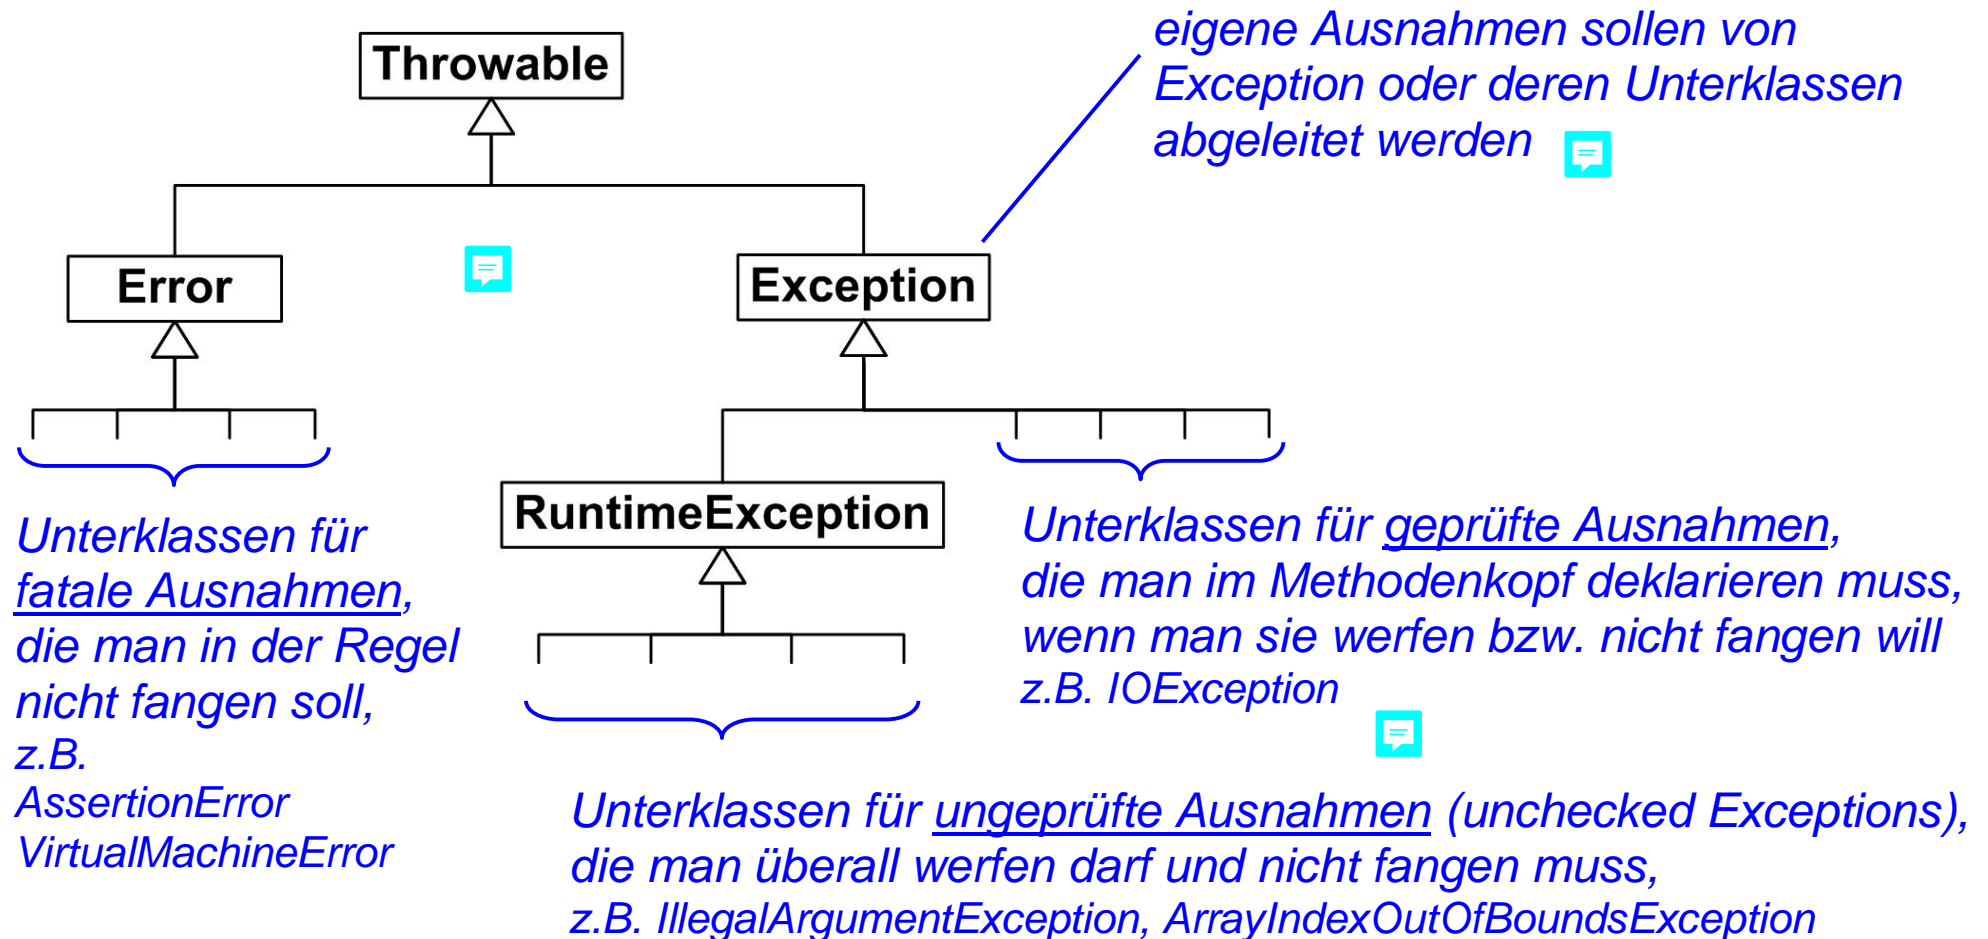 eigene Ausnahmen sollen von
Exception oder deren Unterklassen
abgeleitet werden
Throwable
Error
Exception
RuntimeException
Unterklassen für
fatale Ausnahmen,
die man in der Regel
nicht fangen soll,
z.B.
AssertionError
VirtualMachineError
Unterklassen für geprüfte Ausnahmen,
die man im Methodenkopf deklarieren muss,
wenn man sie werfen bzw. nicht fangen will
z.B. IOException
Unterklassen für ungeprüfte Ausnahmen (unchecked Exceptions),
die man überall werfen darf und nicht fangen muss,
z.B. IllegalArgumentException, ArrayIndexOutOfBoundsException